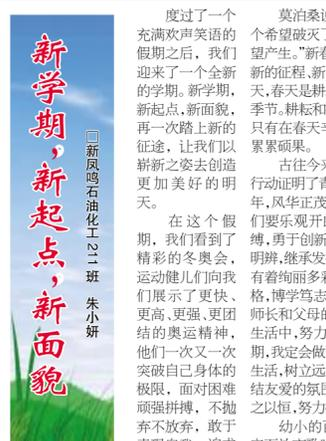 新学期，新起点，新面貌
□新凤鸣石油化工211班 朱小妍
度过了一个
充满欢声笑语的
假期之后，我们
迎来了一个全新
的学期。新学期，
新起点，新面貌，
再一次踏上新的
征途，让我们以
崭新之姿去创造
更加美好的明
天。
在这个假
期，我们看到了
精彩的冬奥会，
运动健儿们向我
们展示了更快、
更高、更强、更团
结的奥运精神，
他们一次又一次
突破自己身体的
极限，面对困难
顽强拼搏，不抛
弃不放弃，敢于
莫泊桑说
个希望破灭了
望产生。”新春
新的征程、新
天，春天是耕
季节。耕耘和
只有在春天辛
累累硕果。
古往今来
行动证明了青
年，风华正茂
们要乐观开
缚，勇于创新
明辨，继承发
有着绚丽多彩
格，博学笃志
师长和父母的
生活中，努力
期，我定会做
生活，树立远
结友爱的氛围
之以恒，努力
幼小的百